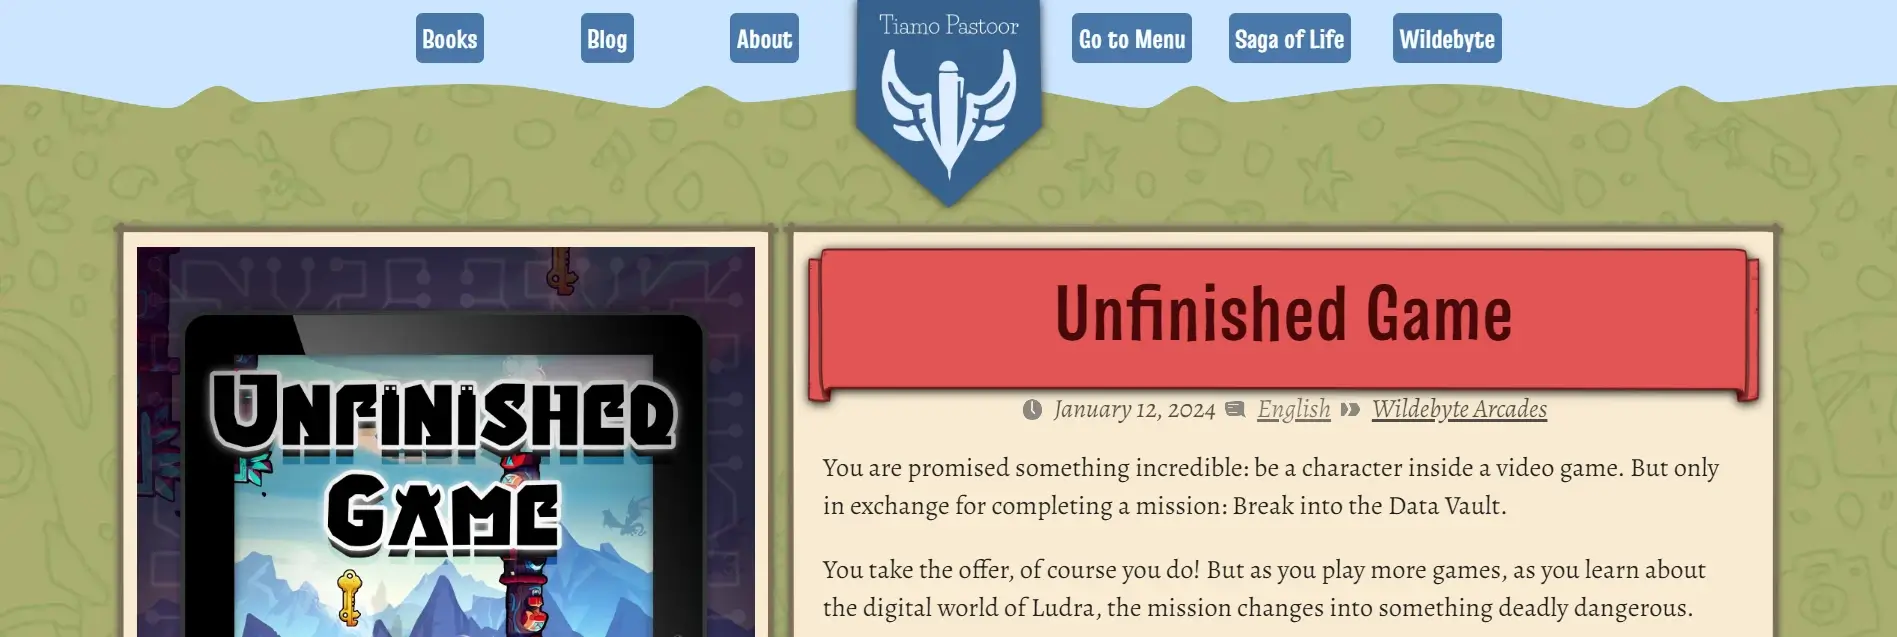 Books
Blog
About
Tiamo Pastoor
Go to Menu
Saga of Life
Wildebyte
UNFINISHED
GAME
Unfinished Game
January 12, 2024 English Wildebyte Arcades
You are promised something incredible: be a character inside a video game. But only
in exchange for completing a mission: Break into the Data Vault.
You take the offer, of course you do! But as you play more games, as you learn about
the digital world of Ludra, the mission changes into something deadly dangerous.